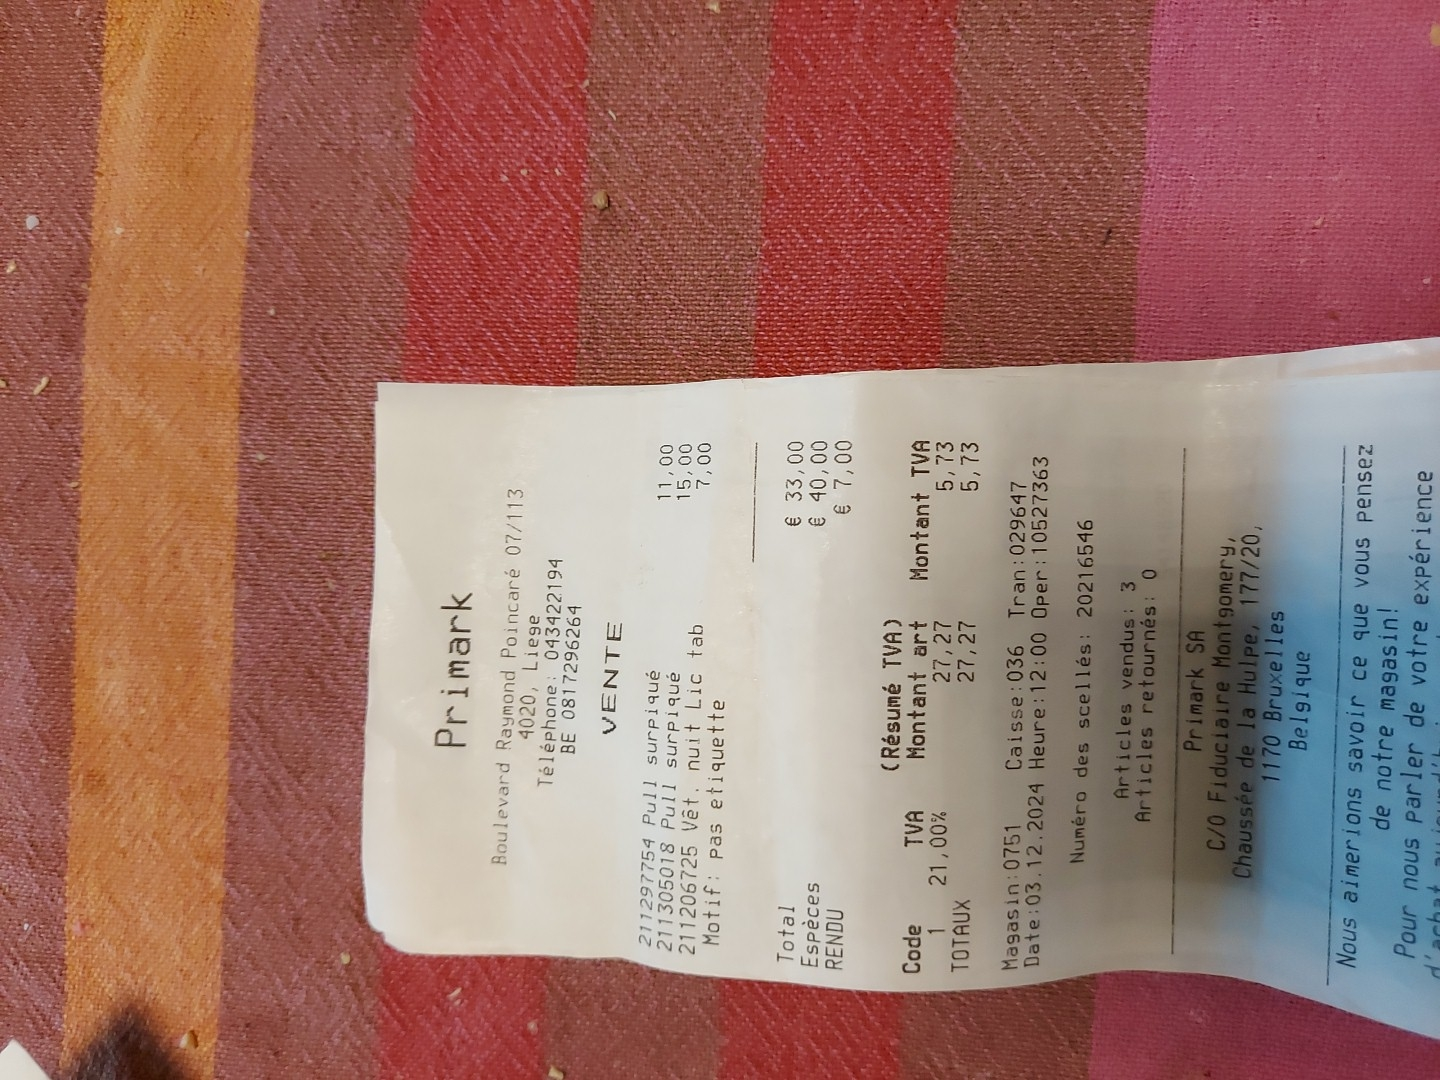 Primark
Boulevard Raymond Poincaré 07/113
4020, Liege
Téléphone: 043422194
BE 0817296264
VENTE
211297754 Pull surpiqué 11,00
211305018 Pull surpiqué 15,00
211206725 Vêt. nuit Lic tab 7,00
Motif: pas etiquette
Total € 33,00
Espèces € 40,00
RENDU € 7,00
(Résumé TVA)
Code TVA Montant art Montant TVA
1 21,00% 27,27 5,73
TOTAUX 27,27 5,73
Magasin:0751 Caisse:036 Tran:029647
Date:03.12.2024 Heure:12:00 Oper:10527363
Numéro des scellés: 20216546
Articles vendus: 3
Articles retournés: 0
Primark SA
C/O Fiduciaire Montgomery,
Chaussée de la Hulpe, 177/20,
1170 Bruxelles
Belgique
Nous aimerions savoir ce que vous pensez
de notre magasin!
Pour nous parler de votre expérience
d'achat